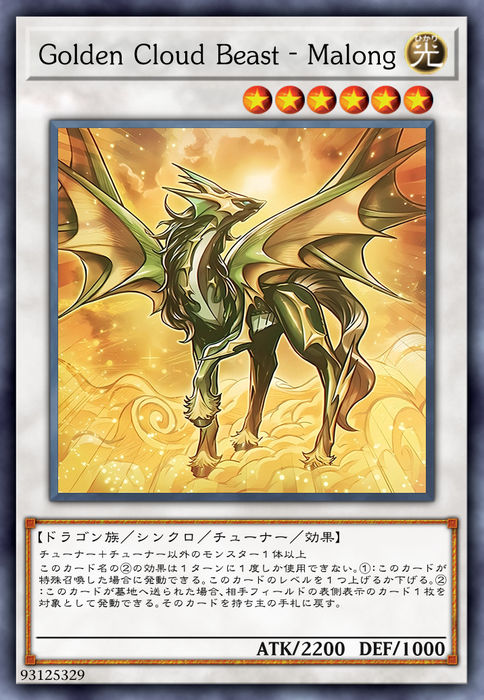 Golden Cloud Beast - Malong
ひかり
光
【ドラゴン族／シンクロ／チューナー／効果】
チューナー＋チューナー以外のモンスター１体以上
このカード名の②の効果は１ターンに１度しか使用できない。①：このカードが
特殊召喚した場合に発動できる。このカードのレベルを１つ上げるか下げる。②
：このカードが墓地へ送られた場合、相手フィールドの表側表示のカード１枚を
対象として発動できる。そのカードを持ち主の手札に戻す。
ATK/2200 DEF/1000
93125329